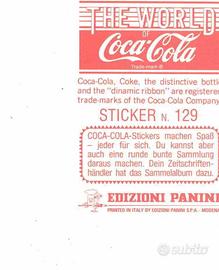 THE WORLD
OF
Coca-Cola
Trade-mark ®
Coca-Cola, Coke, the distinctive bottl
and the "dinamic ribbon" are registere
trade-marks of the Coca-Cola Company
STICKER N. 129
COCA-COLA-Stickers machen Spaß
– jeder für sich. Du kannst aber
auch eine runde bunte Sammlung
daraus machen. Dein Zeitschriften-
händler hat das Sammelalbum dazu.
EDIZIONI PANINI
PRINTED IN ITALY BY EDIZIONI PANINI S.P.A. - MODENA
subito